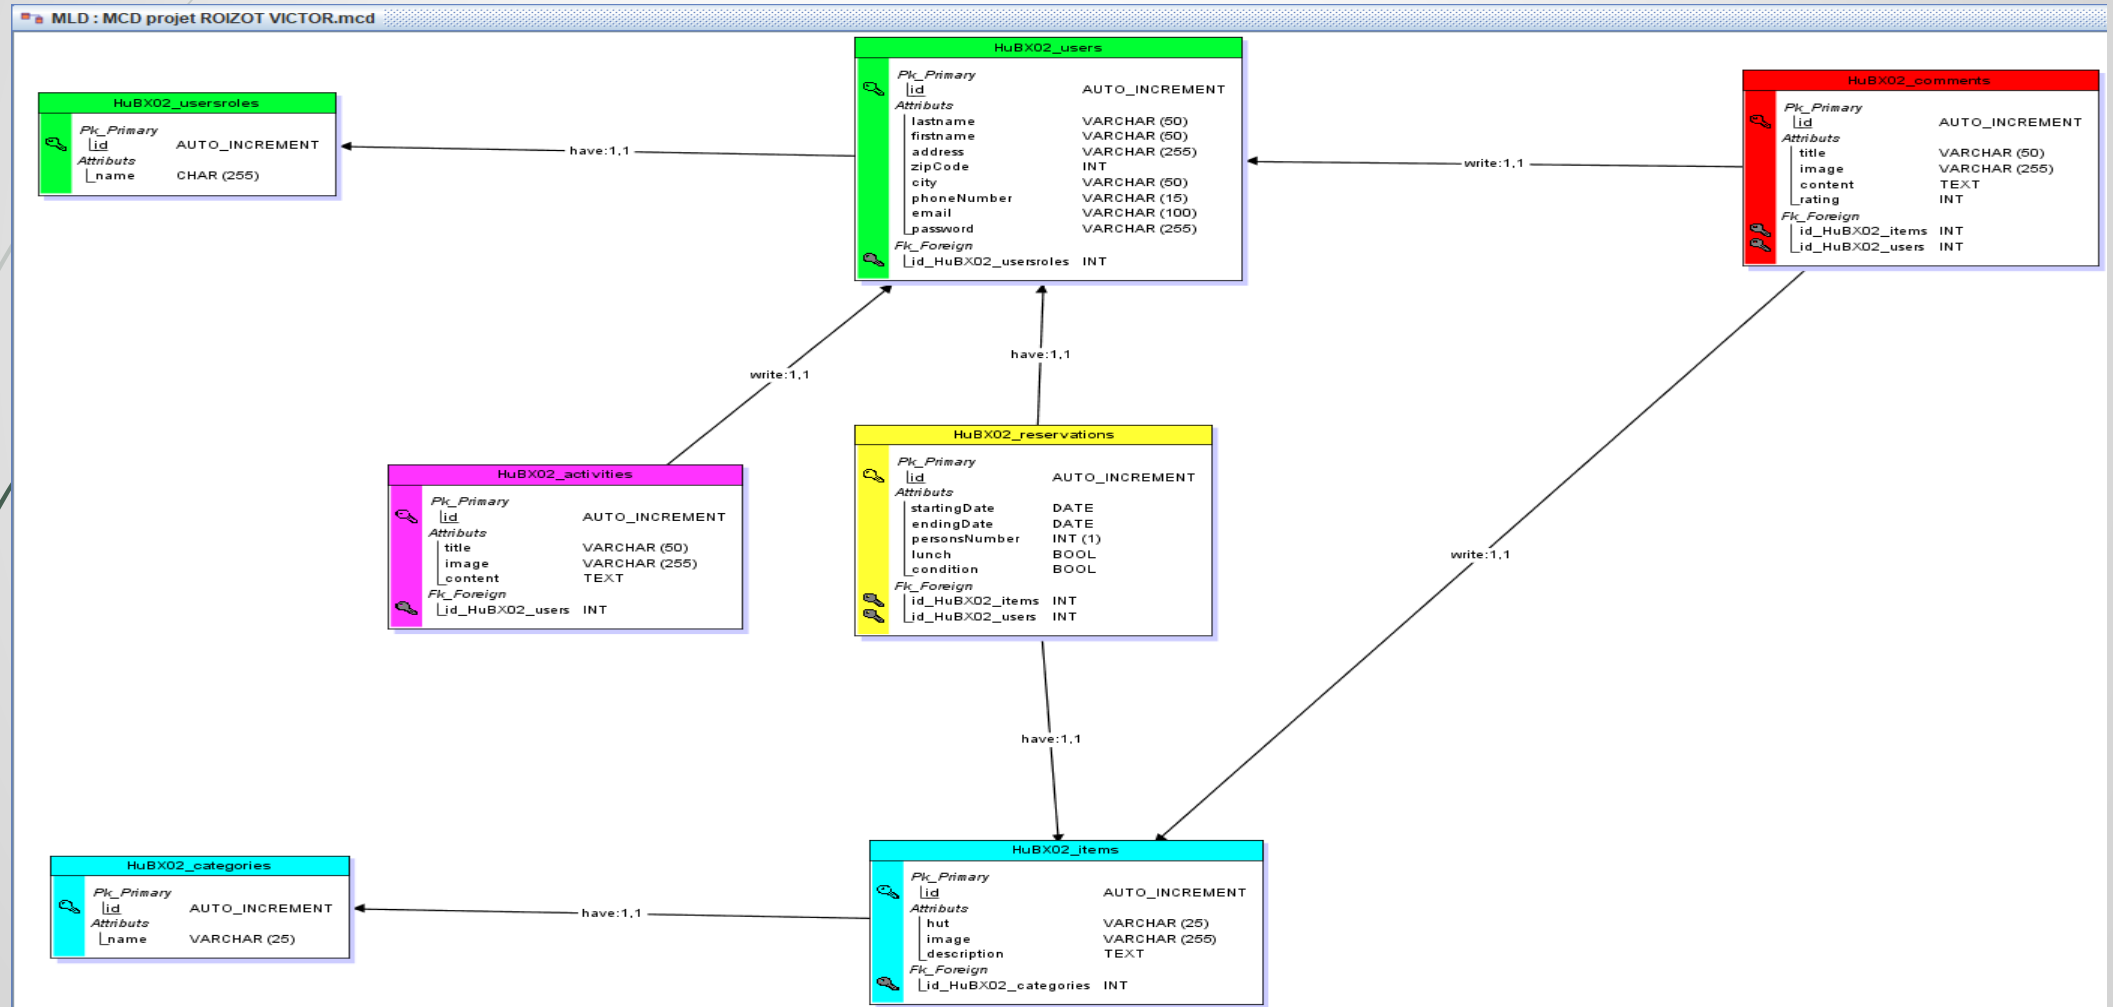 MLD : MCD projet ROIZOT VICTOR.mcd
HuBX02_usersroles
Pk_Primary
id AUTO_INCREMENT
Attributs
name CHAR (255)
have:1,1
HuBX02_users
Pk_Primary
id AUTO_INCREMENT
Attributs
lastname VARCHAR (50)
firstname VARCHAR (50)
address VARCHAR (255)
zipCode INT
city VARCHAR (50)
phoneNumber VARCHAR (15)
email VARCHAR (100)
password VARCHAR (255)
Fk_Foreign
id_HuBX02_usersroles INT
write:1,1
HuBX02_comments
Pk_Primary
id AUTO_INCREMENT
Attributs
title VARCHAR (50)
image VARCHAR (255)
content TEXT
rating INT
Fk_Foreign
id_HuBX02_items INT
id_HuBX02_users INT
write:1,1
have:1,1
HuBX02_activities
Pk_Primary
id AUTO_INCREMENT
Attributs
title VARCHAR (50)
image VARCHAR (255)
content TEXT
Fk_Foreign
id_HuBX02_users INT
HuBX02_reservations
Pk_Primary
id AUTO_INCREMENT
Attributs
startingDate DATE
endingDate DATE
personsNumber INT (1)
lunch BOOL
condition BOOL
Fk_Foreign
id_HuBX02_items INT
id_HuBX02_users INT
write:1,1
have:1,1
HuBX02_categories
Pk_Primary
id AUTO_INCREMENT
Attributs
name VARCHAR (25)
have:1,1
HuBX02_items
Pk_Primary
id AUTO_INCREMENT
Attributs
hut VARCHAR (25)
image VARCHAR (255)
description TEXT
Fk_Foreign
id_HuBX02_categories INT